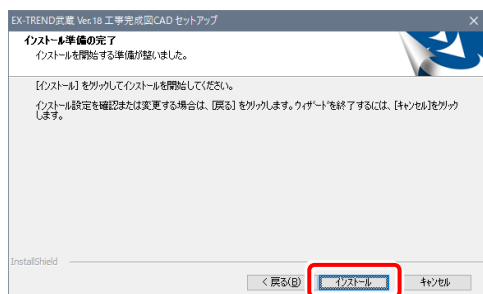 EX-TREND武蔵 Ver.18 工事完成図CAD セットアップ
インストール準備の完了
インストールを開始する準備が整いました。
[インストール] をクリックしてインストールを開始してください。
インストール設定を確認または変更する場合は、[戻る] をクリックします。ウィザードを終了するには、[キャンセル]をクリック
します。
InstallShield
< 戻る(B)
インストール
キャンセル